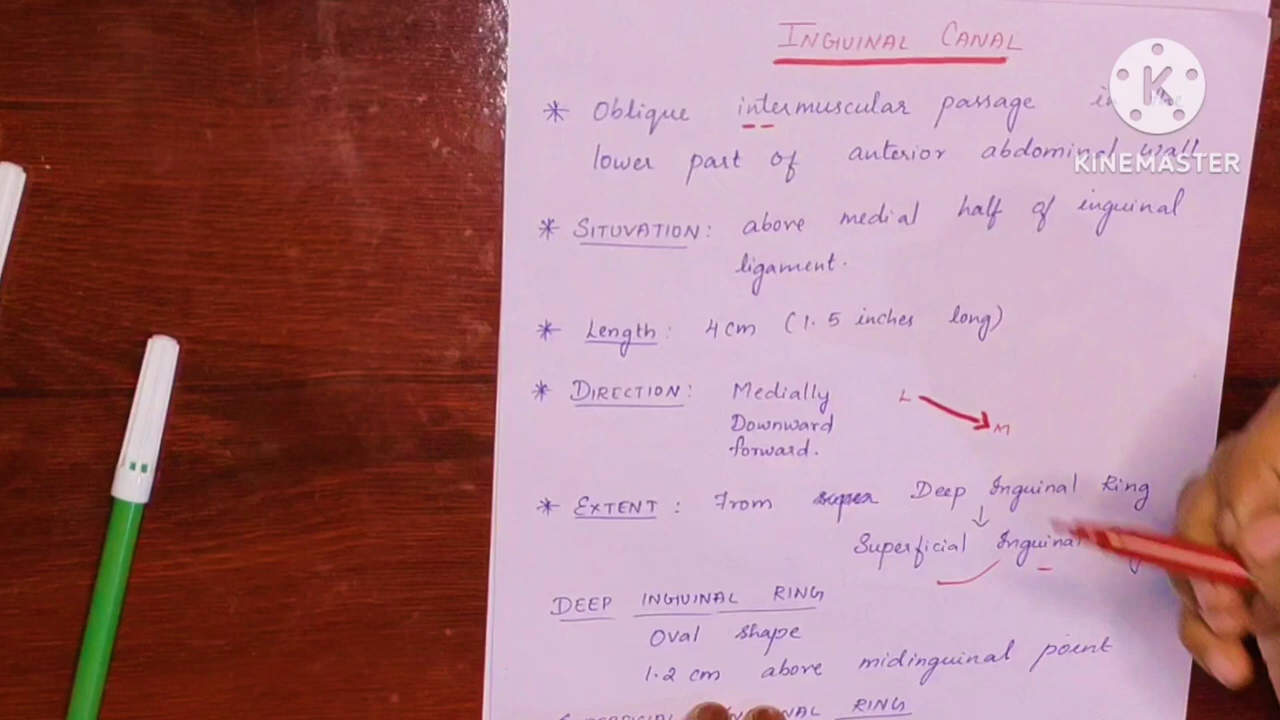 INGUINAL CANAL
* Oblique intermuscular passage in
lower part of anterior abdominal wall
* SITUVATION: above medial half of inguinal
ligament.
* Length: 4cm (1.5 inches long)
* DIRECTION: Medially
Downward
forward.
L → M
* EXTENT: From super Deep Inguinal Ring
↓
Superficial Inguinal
DEEP INGUINAL RING
Oval shape
1.2 cm above midinguinal point
RING
K
KINEMASTER